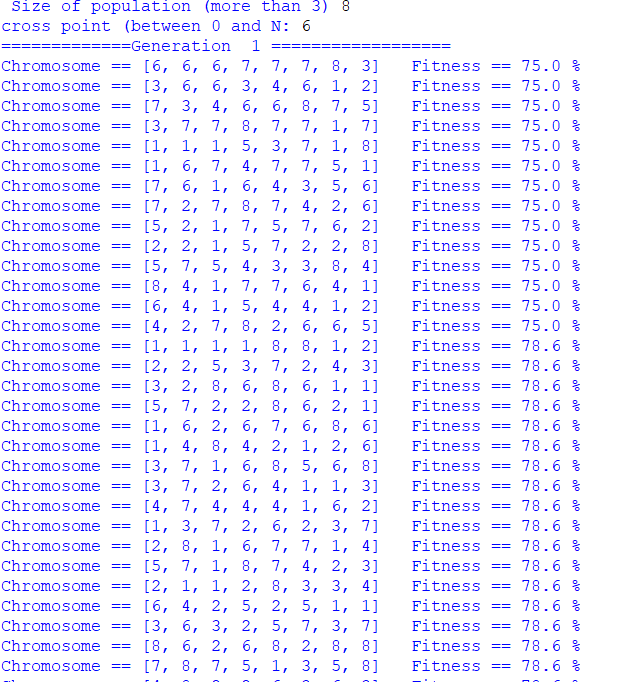 Size of population (more than 3) 8
cross point (between 0 and N: 6
=============Generation  1 ==================
Chromosome == [6, 6, 6, 7, 7, 7, 8, 3]   Fitness == 75.0 %
Chromosome == [3, 6, 6, 3, 4, 6, 1, 2]   Fitness == 75.0 %
Chromosome == [7, 3, 4, 6, 6, 8, 7, 5]   Fitness == 75.0 %
Chromosome == [3, 7, 7, 8, 7, 7, 1, 7]   Fitness == 75.0 %
Chromosome == [1, 1, 1, 5, 3, 7, 1, 8]   Fitness == 75.0 %
Chromosome == [1, 6, 7, 4, 7, 7, 5, 1]   Fitness == 75.0 %
Chromosome == [7, 6, 1, 6, 4, 3, 5, 6]   Fitness == 75.0 %
Chromosome == [7, 2, 7, 8, 7, 4, 2, 6]   Fitness == 75.0 %
Chromosome == [5, 2, 1, 7, 5, 7, 6, 2]   Fitness == 75.0 %
Chromosome == [2, 2, 1, 5, 7, 2, 2, 8]   Fitness == 75.0 %
Chromosome == [5, 7, 5, 4, 3, 3, 8, 4]   Fitness == 75.0 %
Chromosome == [8, 4, 1, 7, 7, 6, 4, 1]   Fitness == 75.0 %
Chromosome == [6, 4, 1, 5, 4, 4, 1, 2]   Fitness == 75.0 %
Chromosome == [4, 2, 7, 8, 2, 6, 6, 5]   Fitness == 75.0 %
Chromosome == [1, 1, 1, 1, 8, 8, 1, 2]   Fitness == 78.6 %
Chromosome == [2, 2, 5, 3, 7, 2, 4, 3]   Fitness == 78.6 %
Chromosome == [3, 2, 8, 6, 8, 6, 1, 1]   Fitness == 78.6 %
Chromosome == [5, 7, 2, 2, 8, 6, 2, 1]   Fitness == 78.6 %
Chromosome == [1, 6, 2, 6, 7, 6, 8, 6]   Fitness == 78.6 %
Chromosome == [1, 4, 8, 4, 2, 1, 2, 6]   Fitness == 78.6 %
Chromosome == [3, 7, 1, 6, 8, 5, 6, 8]   Fitness == 78.6 %
Chromosome == [3, 7, 2, 6, 4, 1, 1, 3]   Fitness == 78.6 %
Chromosome == [4, 7, 4, 4, 4, 1, 6, 2]   Fitness == 78.6 %
Chromosome == [1, 3, 7, 2, 6, 2, 3, 7]   Fitness == 78.6 %
Chromosome == [2, 8, 1, 6, 7, 7, 1, 4]   Fitness == 78.6 %
Chromosome == [5, 7, 1, 8, 7, 4, 2, 3]   Fitness == 78.6 %
Chromosome == [2, 1, 1, 2, 8, 3, 3, 4]   Fitness == 78.6 %
Chromosome == [6, 4, 2, 5, 2, 5, 1, 1]   Fitness == 78.6 %
Chromosome == [3, 6, 3, 2, 5, 7, 3, 7]   Fitness == 78.6 %
Chromosome == [8, 6, 2, 6, 8, 2, 8, 8]   Fitness == 78.6 %
Chromosome == [7, 8, 7, 5, 1, 3, 5, 8]   Fitness == 78.6 %